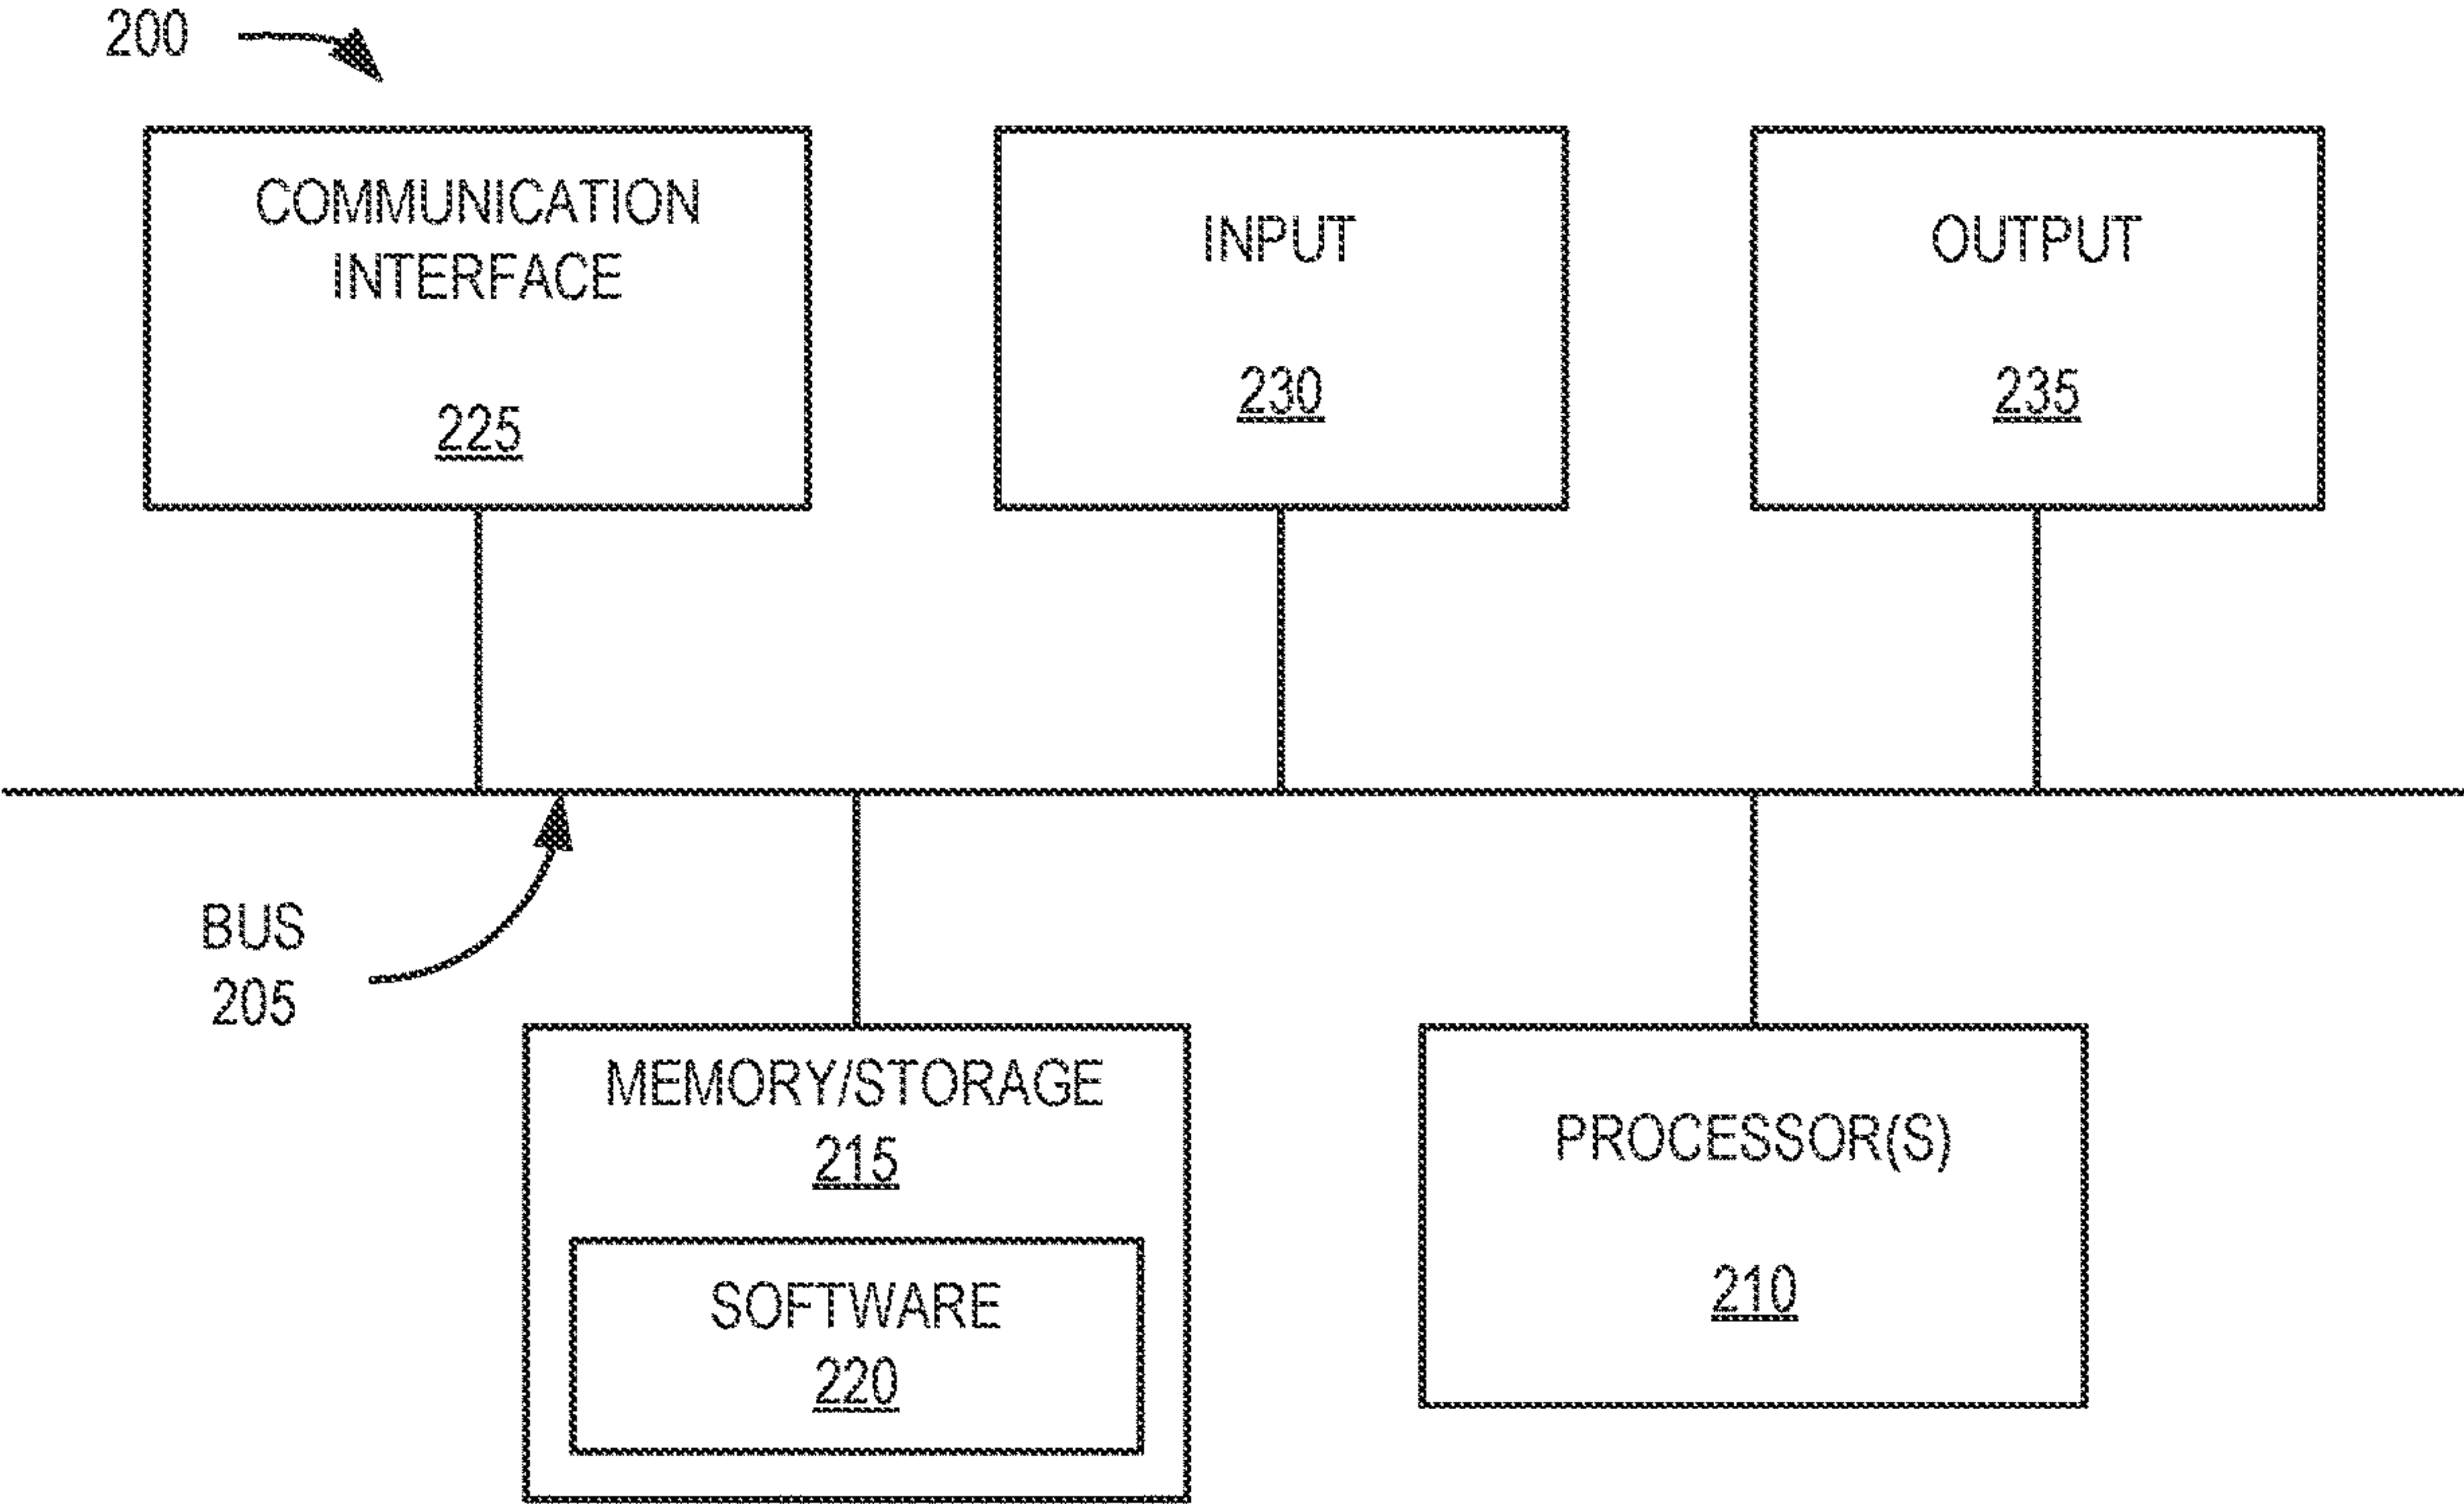 200
COMMUNICATION
INTERFACE
225
INPUT
230
OUTPUT
235
BUS
205
MEMORY/STORAGE
215
SOFTWARE
220
PROCESSOR(S)
210